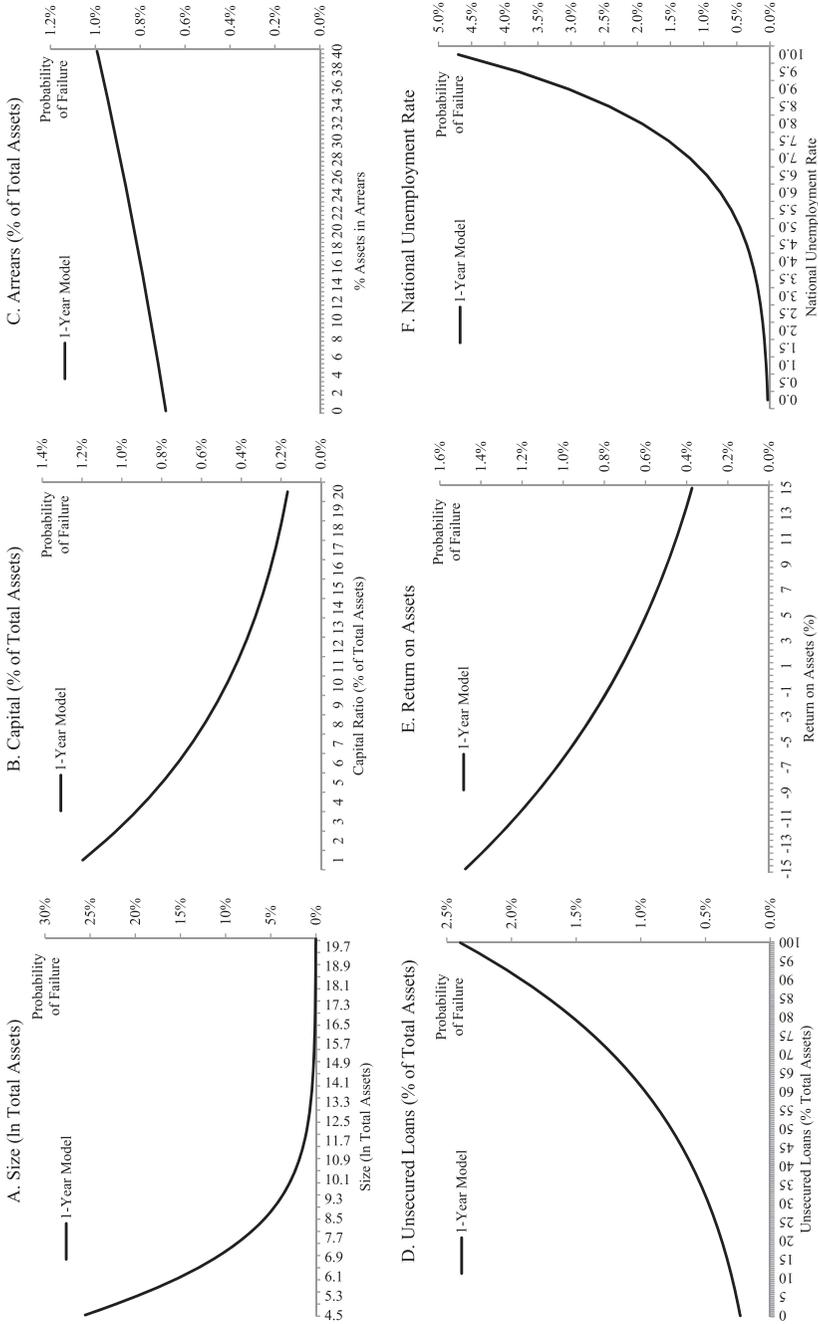 A. Size (ln Total Assets)
1-Year Model
Probability
of Failure
30%
25%
20%
15%
10%
5%
0%
4.5 5.3 6.1 6.9 7.7 8.5 9.3 10.1 10.9 11.7 12.5 13.3 14.1 14.9 15.7 16.5 17.3 18.1 18.9 19.7
Size (ln Total Assets)
B. Capital (% of Total Assets)
1-Year Model
Probability
of Failure
1.4%
1.2%
1.0%
0.8%
0.6%
0.4%
0.2%
0.0%
1 2 3 4 5 6 7 8 9 10 11 12 13 14 15 16 17 18 19 20
Capital Ratio (% of Total Assets)
C. Arrears (% of Total Assets)
1-Year Model
Probability
of Failure
1.2%
1.0%
0.8%
0.6%
0.4%
0.2%
0.0%
0 2 4 6 8 10 12 14 16 18 20 22 24 26 28 30 32 34 36 38 40
% Assets in Arrears
D. Unsecured Loans (% of Total Assets)
1-Year Model
Probability
of Failure
2.5%
2.0%
1.5%
1.0%
0.5%
0.0%
0 5 10 15 20 25 30 35 40 45 50 55 60 65 70 75 80 85 90 95 100
Unsecured Loans (% Total Assets)
E. Return on Assets
1-Year Model
Probability
of Failure
1.6%
1.4%
1.2%
1.0%
0.8%
0.6%
0.4%
0.2%
0.0%
-15 -13 -11 -9 -7 -5 -3 -1 1 3 5 7 9 11 13 15
Return on Assets (%)
F. National Unemployment Rate
1-Year Model
Probability
of Failure
5.0%
4.5%
4.0%
3.5%
3.0%
2.5%
2.0%
1.5%
1.0%
0.5%
0.0%
0.0 0.5 1.0 1.5 2.0 2.5 3.0 3.5 4.0 4.5 5.0 5.5 6.0 6.5 7.0 7.5 8.0 8.5 9.0 9.5 10.0
National Unemployment Rate